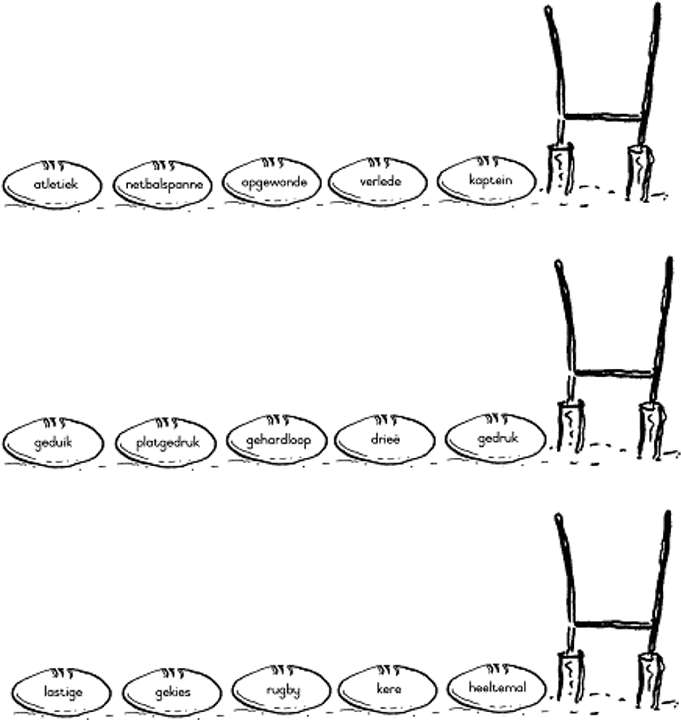 atletiek netbalspanne opgewonde verlede kaptein
geduik platgedruk gehardloop drieë gedruk
lastige gekies rugby kere heeltemal